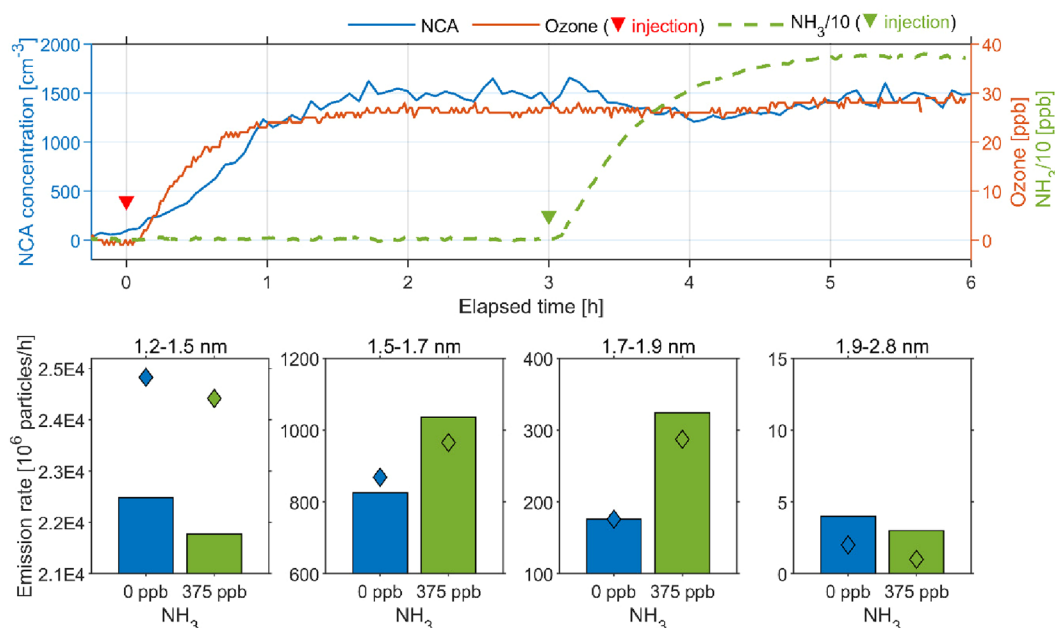 NCA Ozone (▼ injection) NH3/10 (▼ injection)
NCA concentration [cm-3]
2000
1500
1000
500
0
40
30
20
10
0
Ozone [ppb]
NH3/10 [ppb]
0 1 2 3 4 5 6
Elapsed time [h]
Emission rate [10^6 particles/h]
1.2-1.5 nm
2.5E4
2.4E4
2.3E4
2.2E4
2.1E4
0 ppb 375 ppb
NH3
1.5-1.7 nm
1200
1000
800
600
0 ppb 375 ppb
NH3
1.7-1.9 nm
400
300
200
100
0 ppb 375 ppb
NH3
1.9-2.8 nm
15
10
5
0
0 ppb 375 ppb
NH3